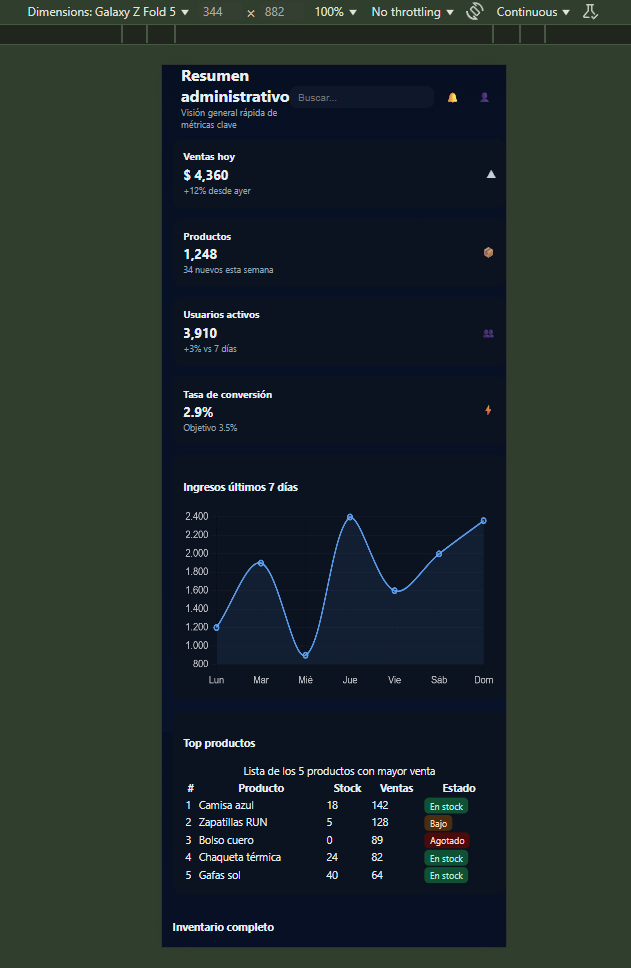 Dimensions: Galaxy Z Fold 5 ▼ 344 × 882 100% ▼ No throttling ▼ Continuous ▼
Resumen
administrativo
Buscar...
Visión general rápida de
métricas clave
Ventas hoy
$ 4,360
+12% desde ayer
Productos
1,248
34 nuevos esta semana
Usuarios activos
3,910
+3% vs 7 días
Tasa de conversión
2.9%
Objetivo 3.5%
Ingresos últimos 7 días
2.400
2.200
2.000
1.800
1.600
1.400
1.200
1.000
800
Lun Mar Mié Jue Vie Sáb Dom
Top productos
Lista de los 5 productos con mayor venta
# Producto Stock Ventas Estado
1 Camisa azul 18 142 En stock
2 Zapatillas RUN 5 128 Bajo
3 Bolso cuero 0 89 Agotado
4 Chaqueta térmica 24 82 En stock
5 Gafas sol 40 64 En stock
Inventario completo